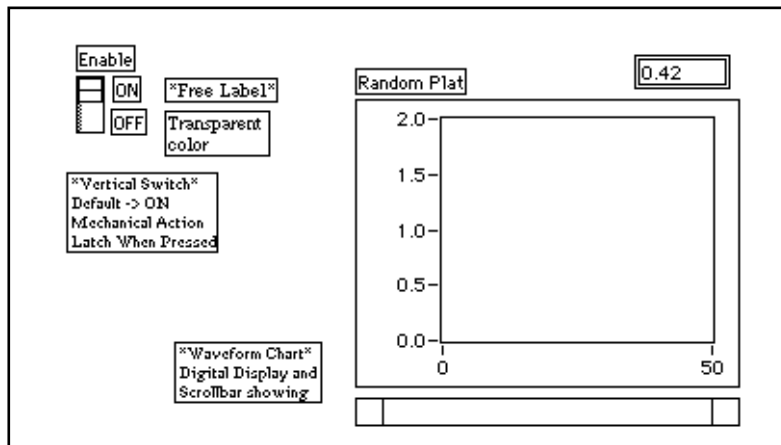 Enable
ON
OFF
*Free Label*
Transparent
color
*Vertical Switch*
Default -> ON
Mechanical Action
Latch When Pressed
*Waveform Chart*
Digital Display and
Scrollbar showing
Random Plat
0.42
2.0
1.5
1.0
0.5
0.0
0
50